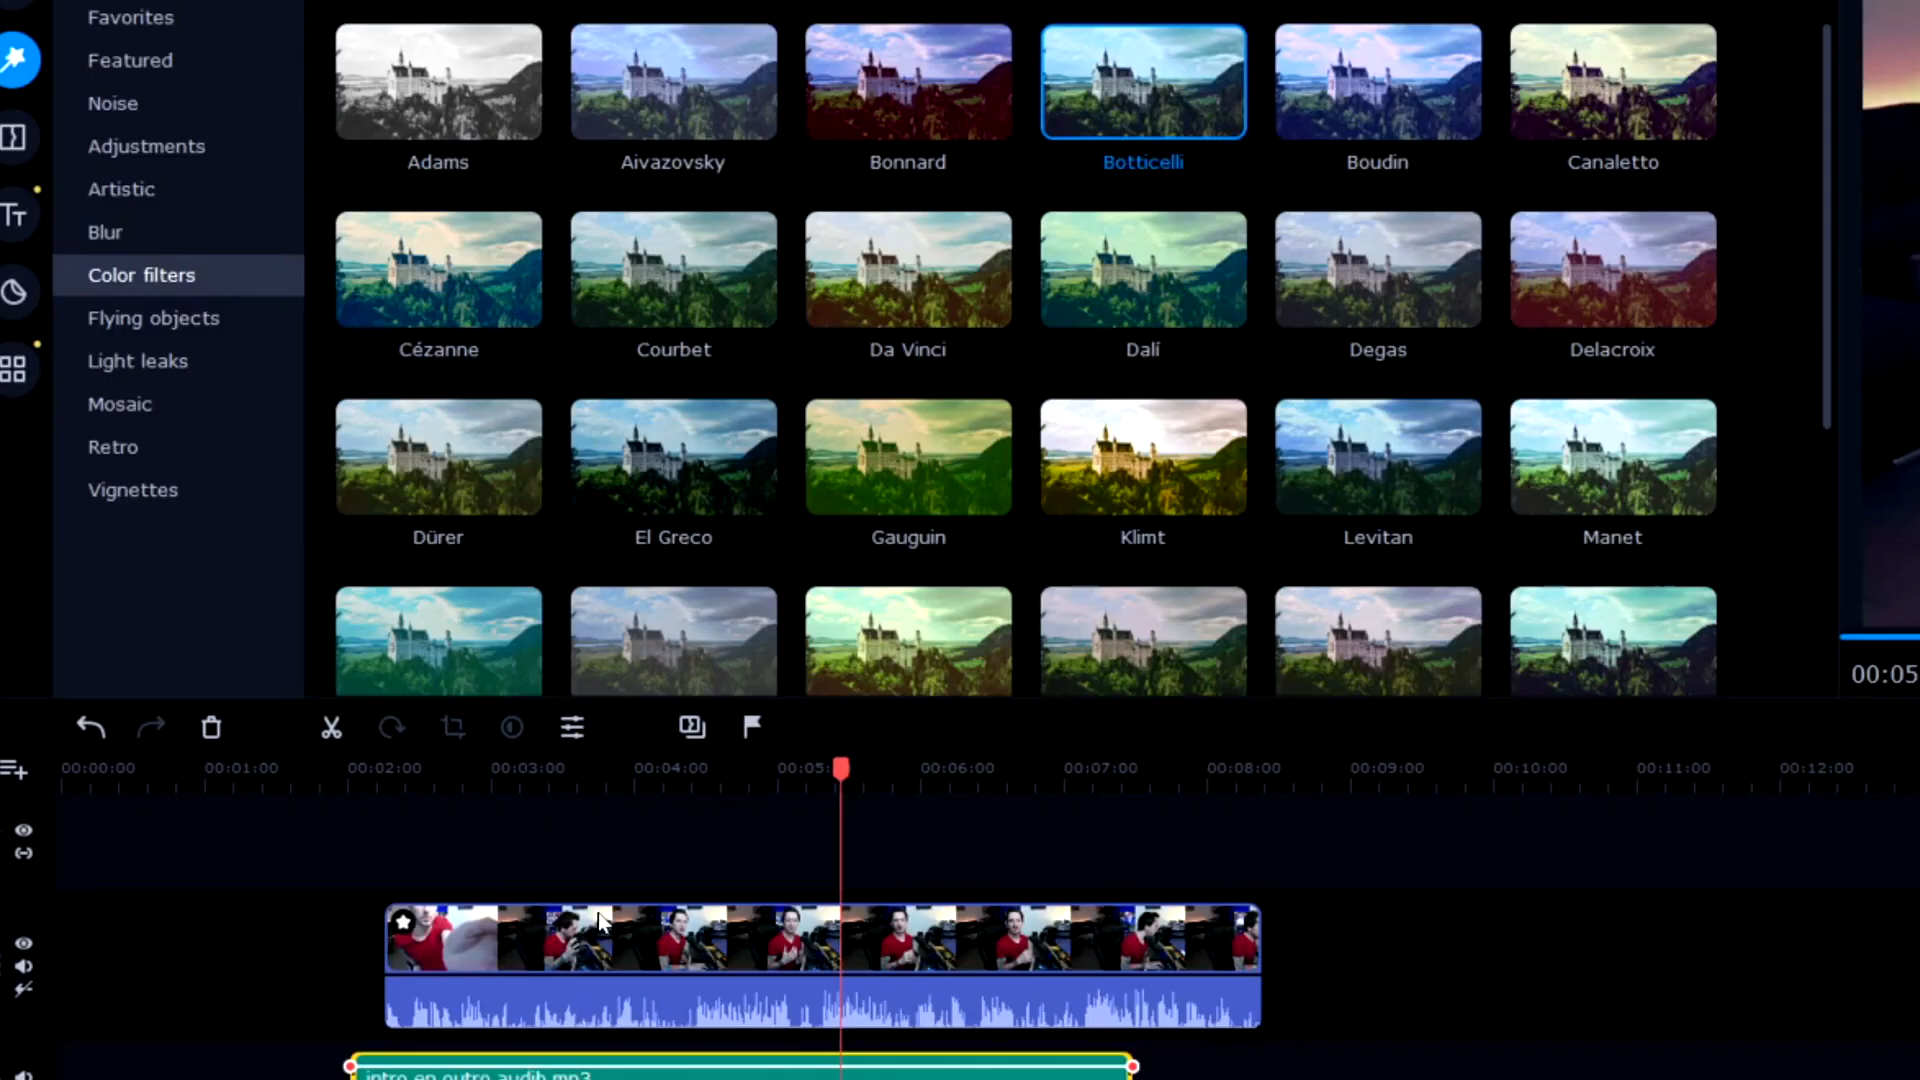 Favorites
Featured
Noise
Adjustments
Artistic
Blur
Color filters
Flying objects
Light leaks
Mosaic
Retro
Vignettes
Adams Aivazovsky Bonnard Botticelli Boudin Canaletto
Cézanne Courbet Da Vinci Dalí Degas Delacroix
Dürer El Greco Gauguin Klimt Levitan Manet
00:05
00:00:00 00:01:00 00:02:00 00:03:00 00:04:00 00:05: 00:06:00 00:07:00 00:08:00 00:09:00 00:10:00 00:11:00 00:12:00
intro en outro audib.mp3